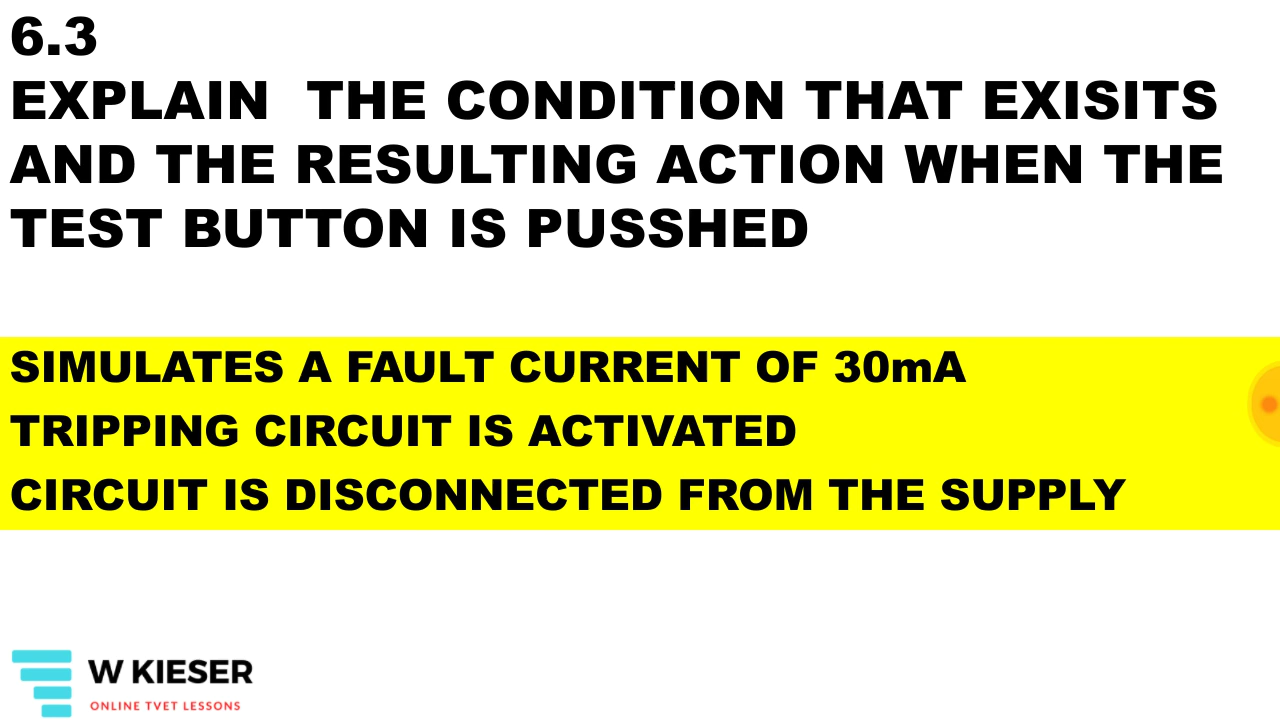 6.3
EXPLAIN  THE CONDITION THAT EXISITS
AND THE RESULTING ACTION WHEN THE
TEST BUTTON IS PUSSHED
SIMULATES A FAULT CURRENT OF 30mA
TRIPPING CIRCUIT IS ACTIVATED
CIRCUIT IS DISCONNECTED FROM THE SUPPLY
W KIESER
ONLINE TVET LESSONS